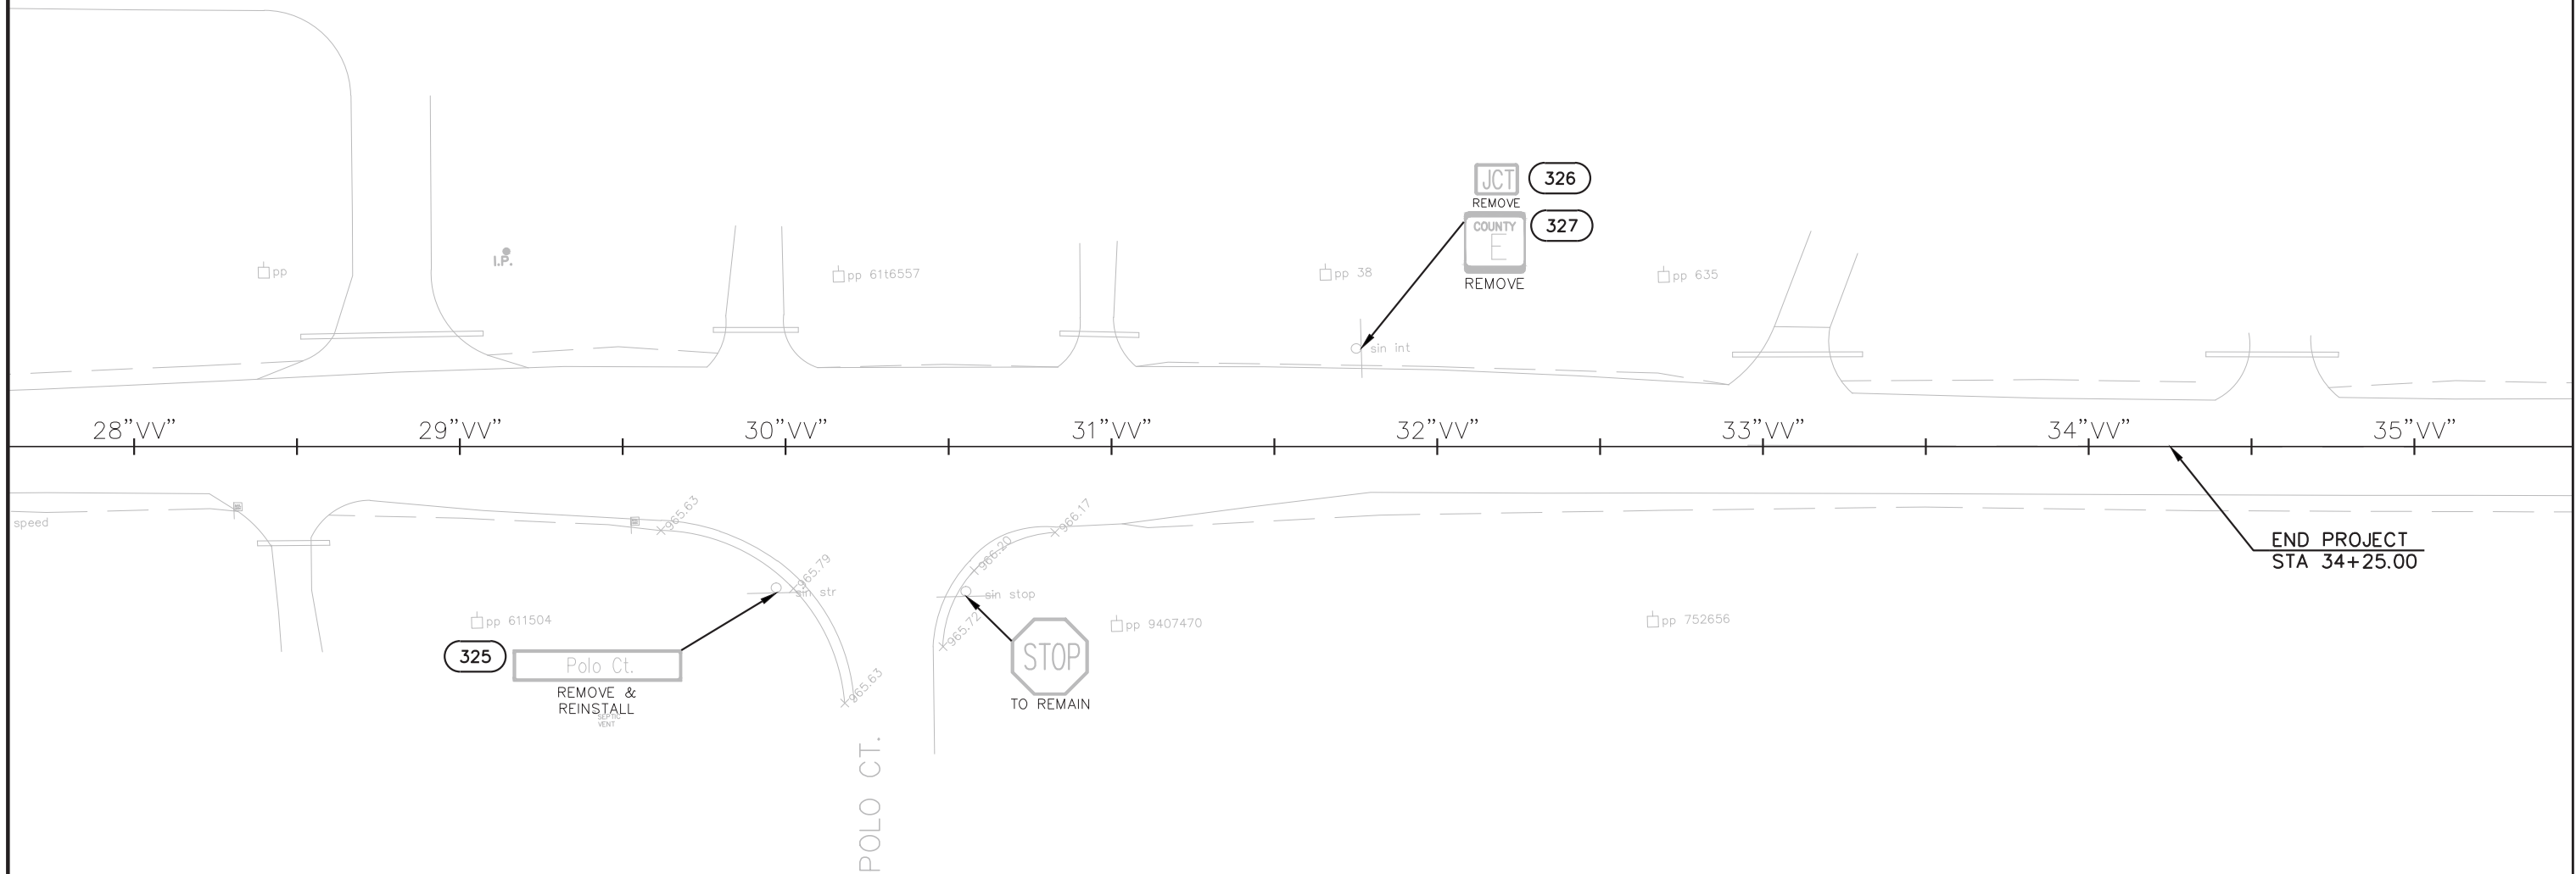 JCT
326
REMOVE
COUNTY
E
327
REMOVE
pp
I.P.
pp 61t6557
pp 38
pp 635
sin int
28"VV"
29"VV"
30"VV"
31"VV"
32"VV"
33"VV"
34"VV"
35"VV"
speed
965.63
965.79
sin str
965.63
966.17
966.20
sin stop
965.72
END PROJECT
STA 34+25.00
pp 611504
pp 9407470
pp 752656
325
Polo Ct.
REMOVE &
REINSTALL
SEPTIC
VENT
STOP
TO REMAIN
POLO CT.